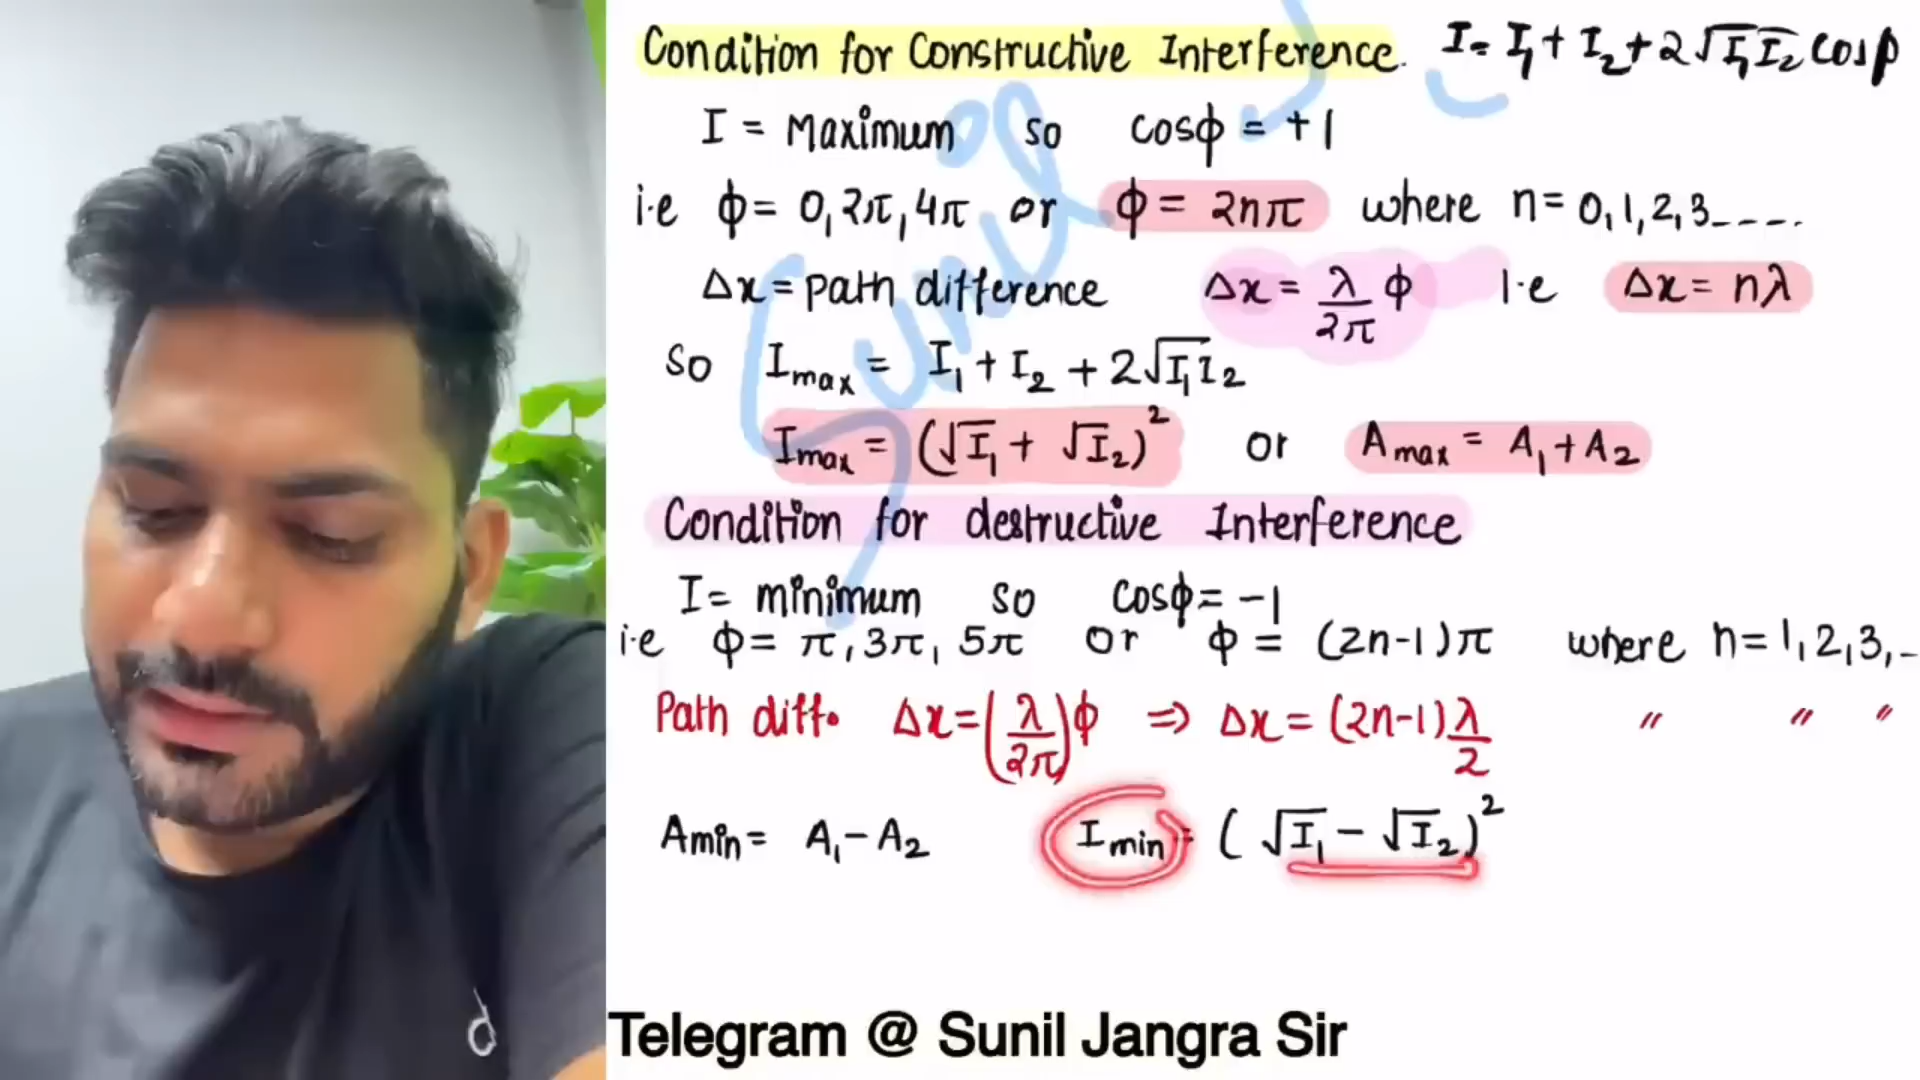 Condition for Constructive Interference. I = I₁ + I₂ + 2√I₁I₂ cosϕ
I = Maximum so cosϕ = +1
i.e ϕ = 0, 2π, 4π or ϕ = 2nπ where n = 0, 1, 2, 3-----
Δx = path difference Δx = λ/2π ϕ I.e Δx = nλ
So Imax = I₁ + I₂ + 2√I₁I₂
Imax = (√I₁ + √I₂)² or Amax = A₁ + A₂
Condition for destructive Interference
I = minimum so cosϕ = -1
i.e ϕ = π, 3π, 5π or ϕ = (2n-1)π where n = 1, 2, 3, -
Path diff. Δx = (λ/2π)ϕ ⇒ Δx = (2n-1)λ/2 " " "
Amin = A₁ - A₂ Imin = (√I₁ - √I₂)²
Sunil
d
Telegram @ Sunil Jangra Sir